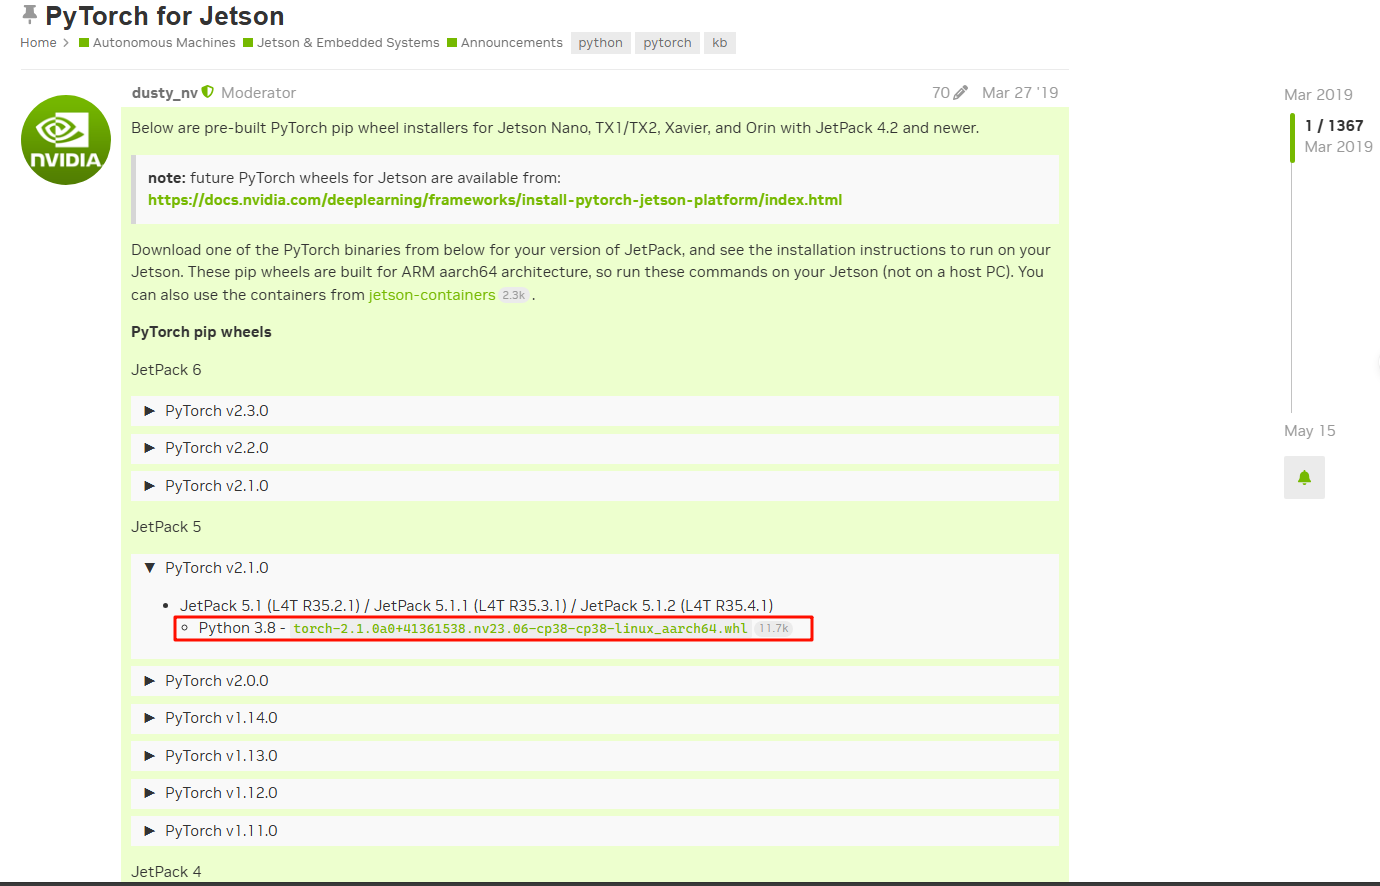 PyTorch for Jetson
Home > Autonomous Machines Jetson & Embedded Systems Announcements python pytorch kb
dusty_nv Moderator 70 Mar 27 '19
NVIDIA
Below are pre-built PyTorch pip wheel installers for Jetson Nano, TX1/TX2, Xavier, and Orin with JetPack 4.2 and newer.
note: future PyTorch wheels for Jetson are available from:
https://docs.nvidia.com/deeplearning/frameworks/install-pytorch-jetson-platform/index.html
Download one of the PyTorch binaries from below for your version of JetPack, and see the installation instructions to run on your
Jetson. These pip wheels are built for ARM aarch64 architecture, so run these commands on your Jetson (not on a host PC). You
can also use the containers from jetson-containers 2.3k .
PyTorch pip wheels
JetPack 6
PyTorch v2.3.0
PyTorch v2.2.0
PyTorch v2.1.0
JetPack 5
PyTorch v2.1.0
JetPack 5.1 (L4T R35.2.1) / JetPack 5.1.1 (L4T R35.3.1) / JetPack 5.1.2 (L4T R35.4.1)
Python 3.8 - torch-2.1.0a0+41361538.nv23.06-cp38-cp38-linux_aarch64.whl 11.7k
PyTorch v2.0.0
PyTorch v1.14.0
PyTorch v1.13.0
PyTorch v1.12.0
PyTorch v1.11.0
JetPack 4
Mar 2019
1 / 1367
Mar 2019
May 15